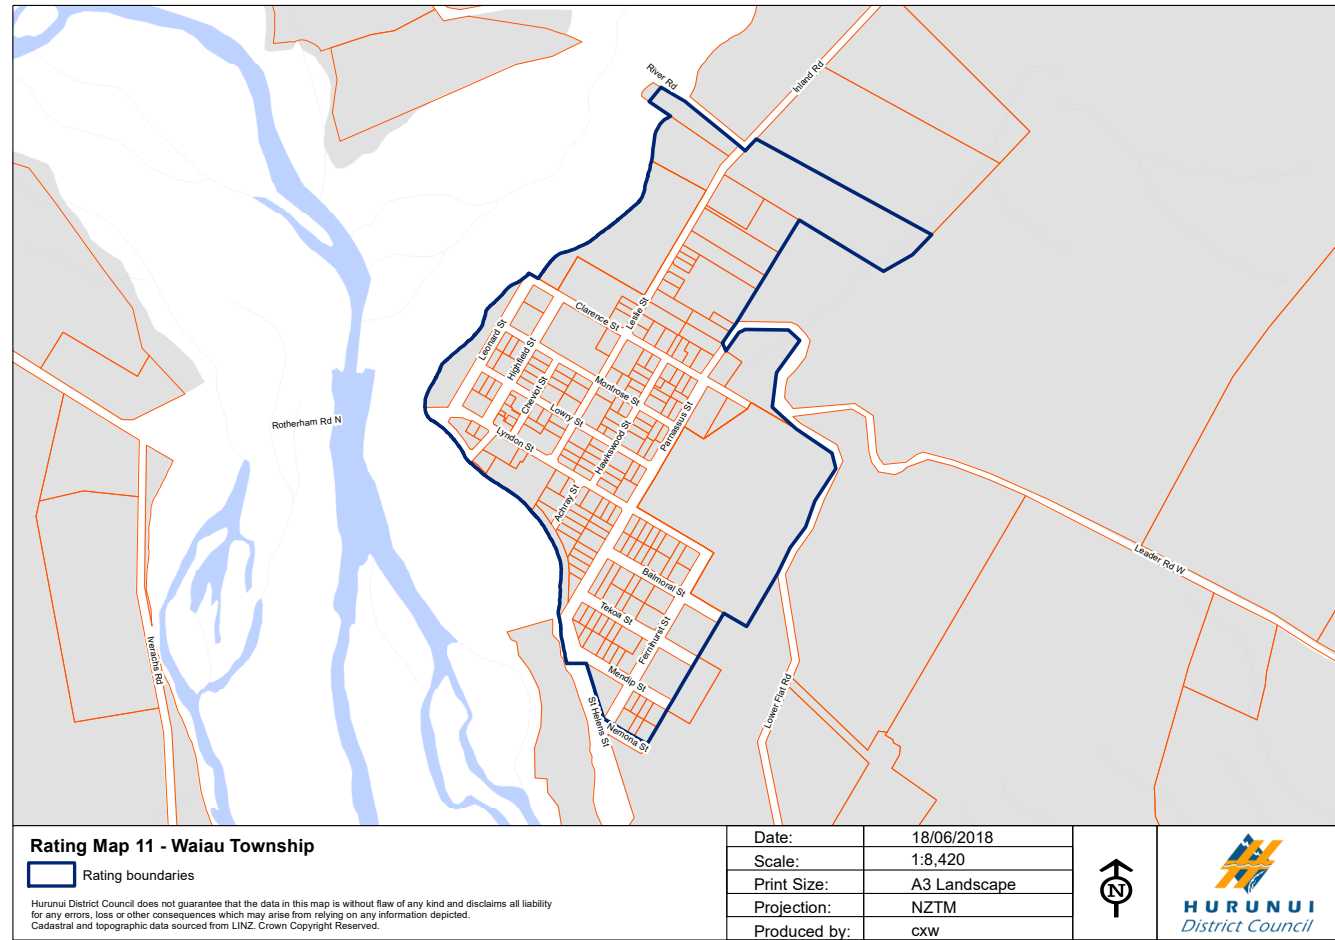 River Rd
Inland Rd
Leslie St
Clarence St
Leonard St
Highfield St
Cheviot St
Montrose St
Lowry St
Parnassus St
Hawkswood St
Rotherham Rd N
Lyndon St
Achray St
Leader Rd W
Balmoral St
Tekoa St
Fernihurst St
Iverachs Rd
Mendip St
Lower Flat Rd
St Helens St
Nemona St
Rating Map 11 - Waiau Township
Rating boundaries
Hurunui District Council does not guarantee that the data in this map is without flaw of any kind and disclaims all liability
for any errors, loss or other consequences which may arise from relying on any information depicted.
Cadastral and topographic data sourced from LINZ. Crown Copyright Reserved.
Date: 18/06/2018
Scale: 1:8,420
Print Size: A3 Landscape
Projection: NZTM
Produced by: cxw
N
HURUNUI
District Council